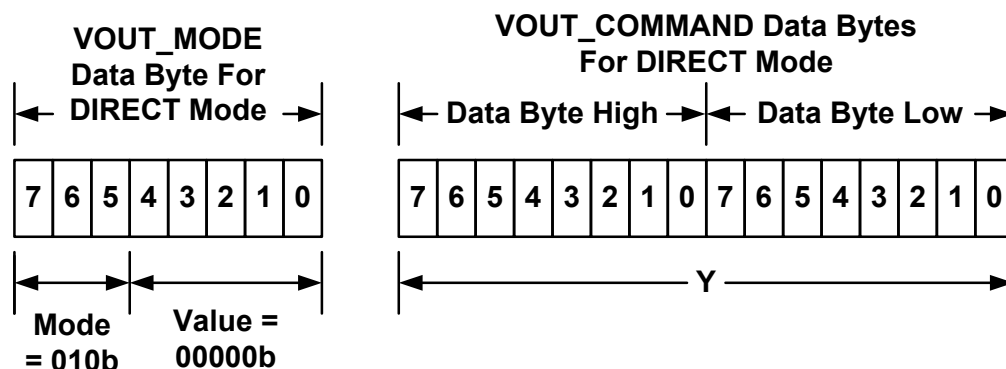 VOUT_MODE
Data Byte For
DIRECT Mode
7 6 5 4 3 2 1 0
Mode
= 010b
Value =
00000b
VOUT_COMMAND Data Bytes
For DIRECT Mode
Data Byte High
Data Byte Low
7 6 5 4 3 2 1 0 7 6 5 4 3 2 1 0
Y